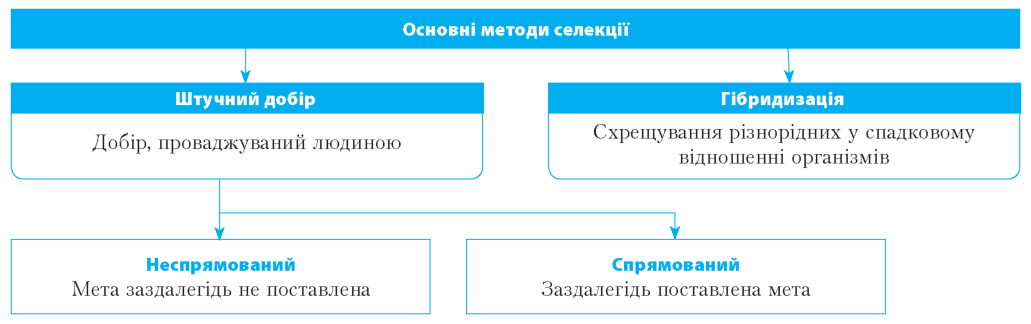 Основні методи селекції
Штучний добір
Добір, проваджуваний людиною
Гібридизація
Схрещування різнорідних у спадковому
відношенні організмів
Неспрямований
Мета заздалегідь не поставлена
Спрямований
Заздалегідь поставлена мета